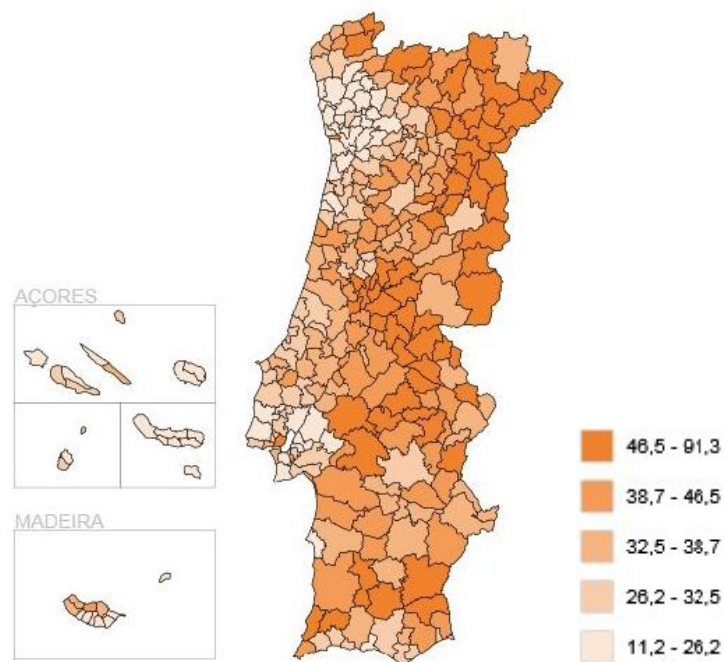 AÇORES
MADEIRA
46,5 - 91,3
38,7 - 46,5
32,5 - 38,7
26,2 - 32,5
11,2 - 26,2